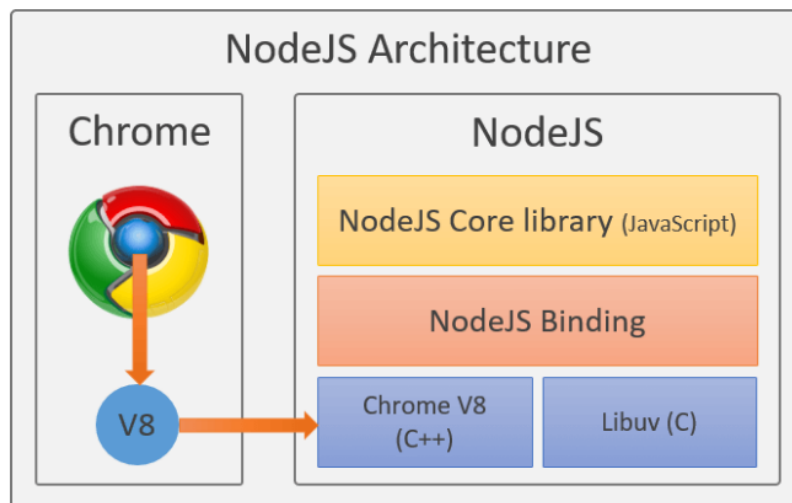 NodeJS Architecture
Chrome
V8
NodeJS
NodeJS Core library (JavaScript)
NodeJS Binding
Chrome V8
(C++)
Libuv (C)